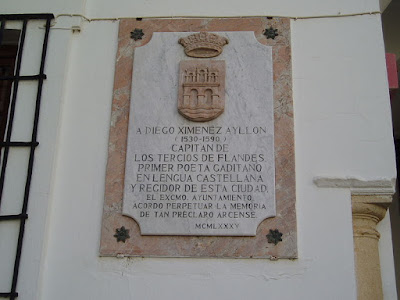 A DIEGO XIMENEZ AYLLON
(1530-1590)
CAPITAN DE
LOS TERCIOS DE FLANDES
PRIMER POETA GADITANO
EN LENGUA CASTELLANA
Y REGIDOR DE ESTA CIUDAD.
EL EXCMO. AYUNTAMIENTO,
ACORDO PERPETUAR LA MEMORIA
DE TAN PRECLARO ARCENSE.
MCMLXXXV